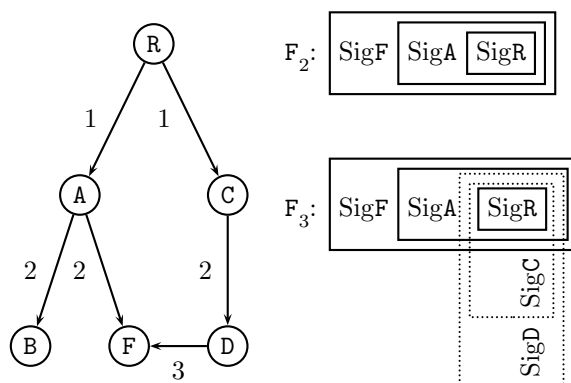 R
F2: SigF SigA SigR
1 1
A C
F3: SigF SigA SigR
2 2 2
SigC
B F D
3
SigD